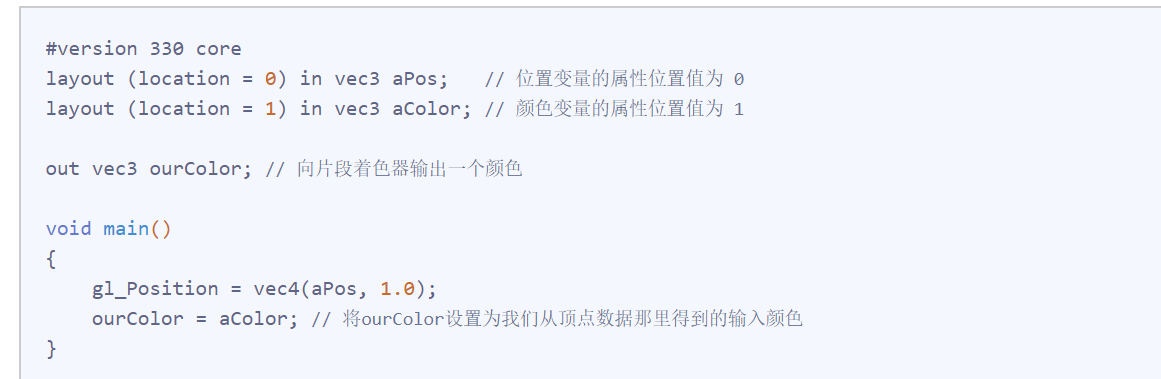 #version 330 core
layout (location = 0) in vec3 aPos;   // 位置变量的属性位置值为 0
layout (location = 1) in vec3 aColor; // 颜色变量的属性位置值为 1
out vec3 ourColor; // 向片段着色器输出一个颜色
void main()
{
    gl_Position = vec4(aPos, 1.0);
    ourColor = aColor; // 将ourColor设置为我们从顶点数据那里得到的输入颜色
}